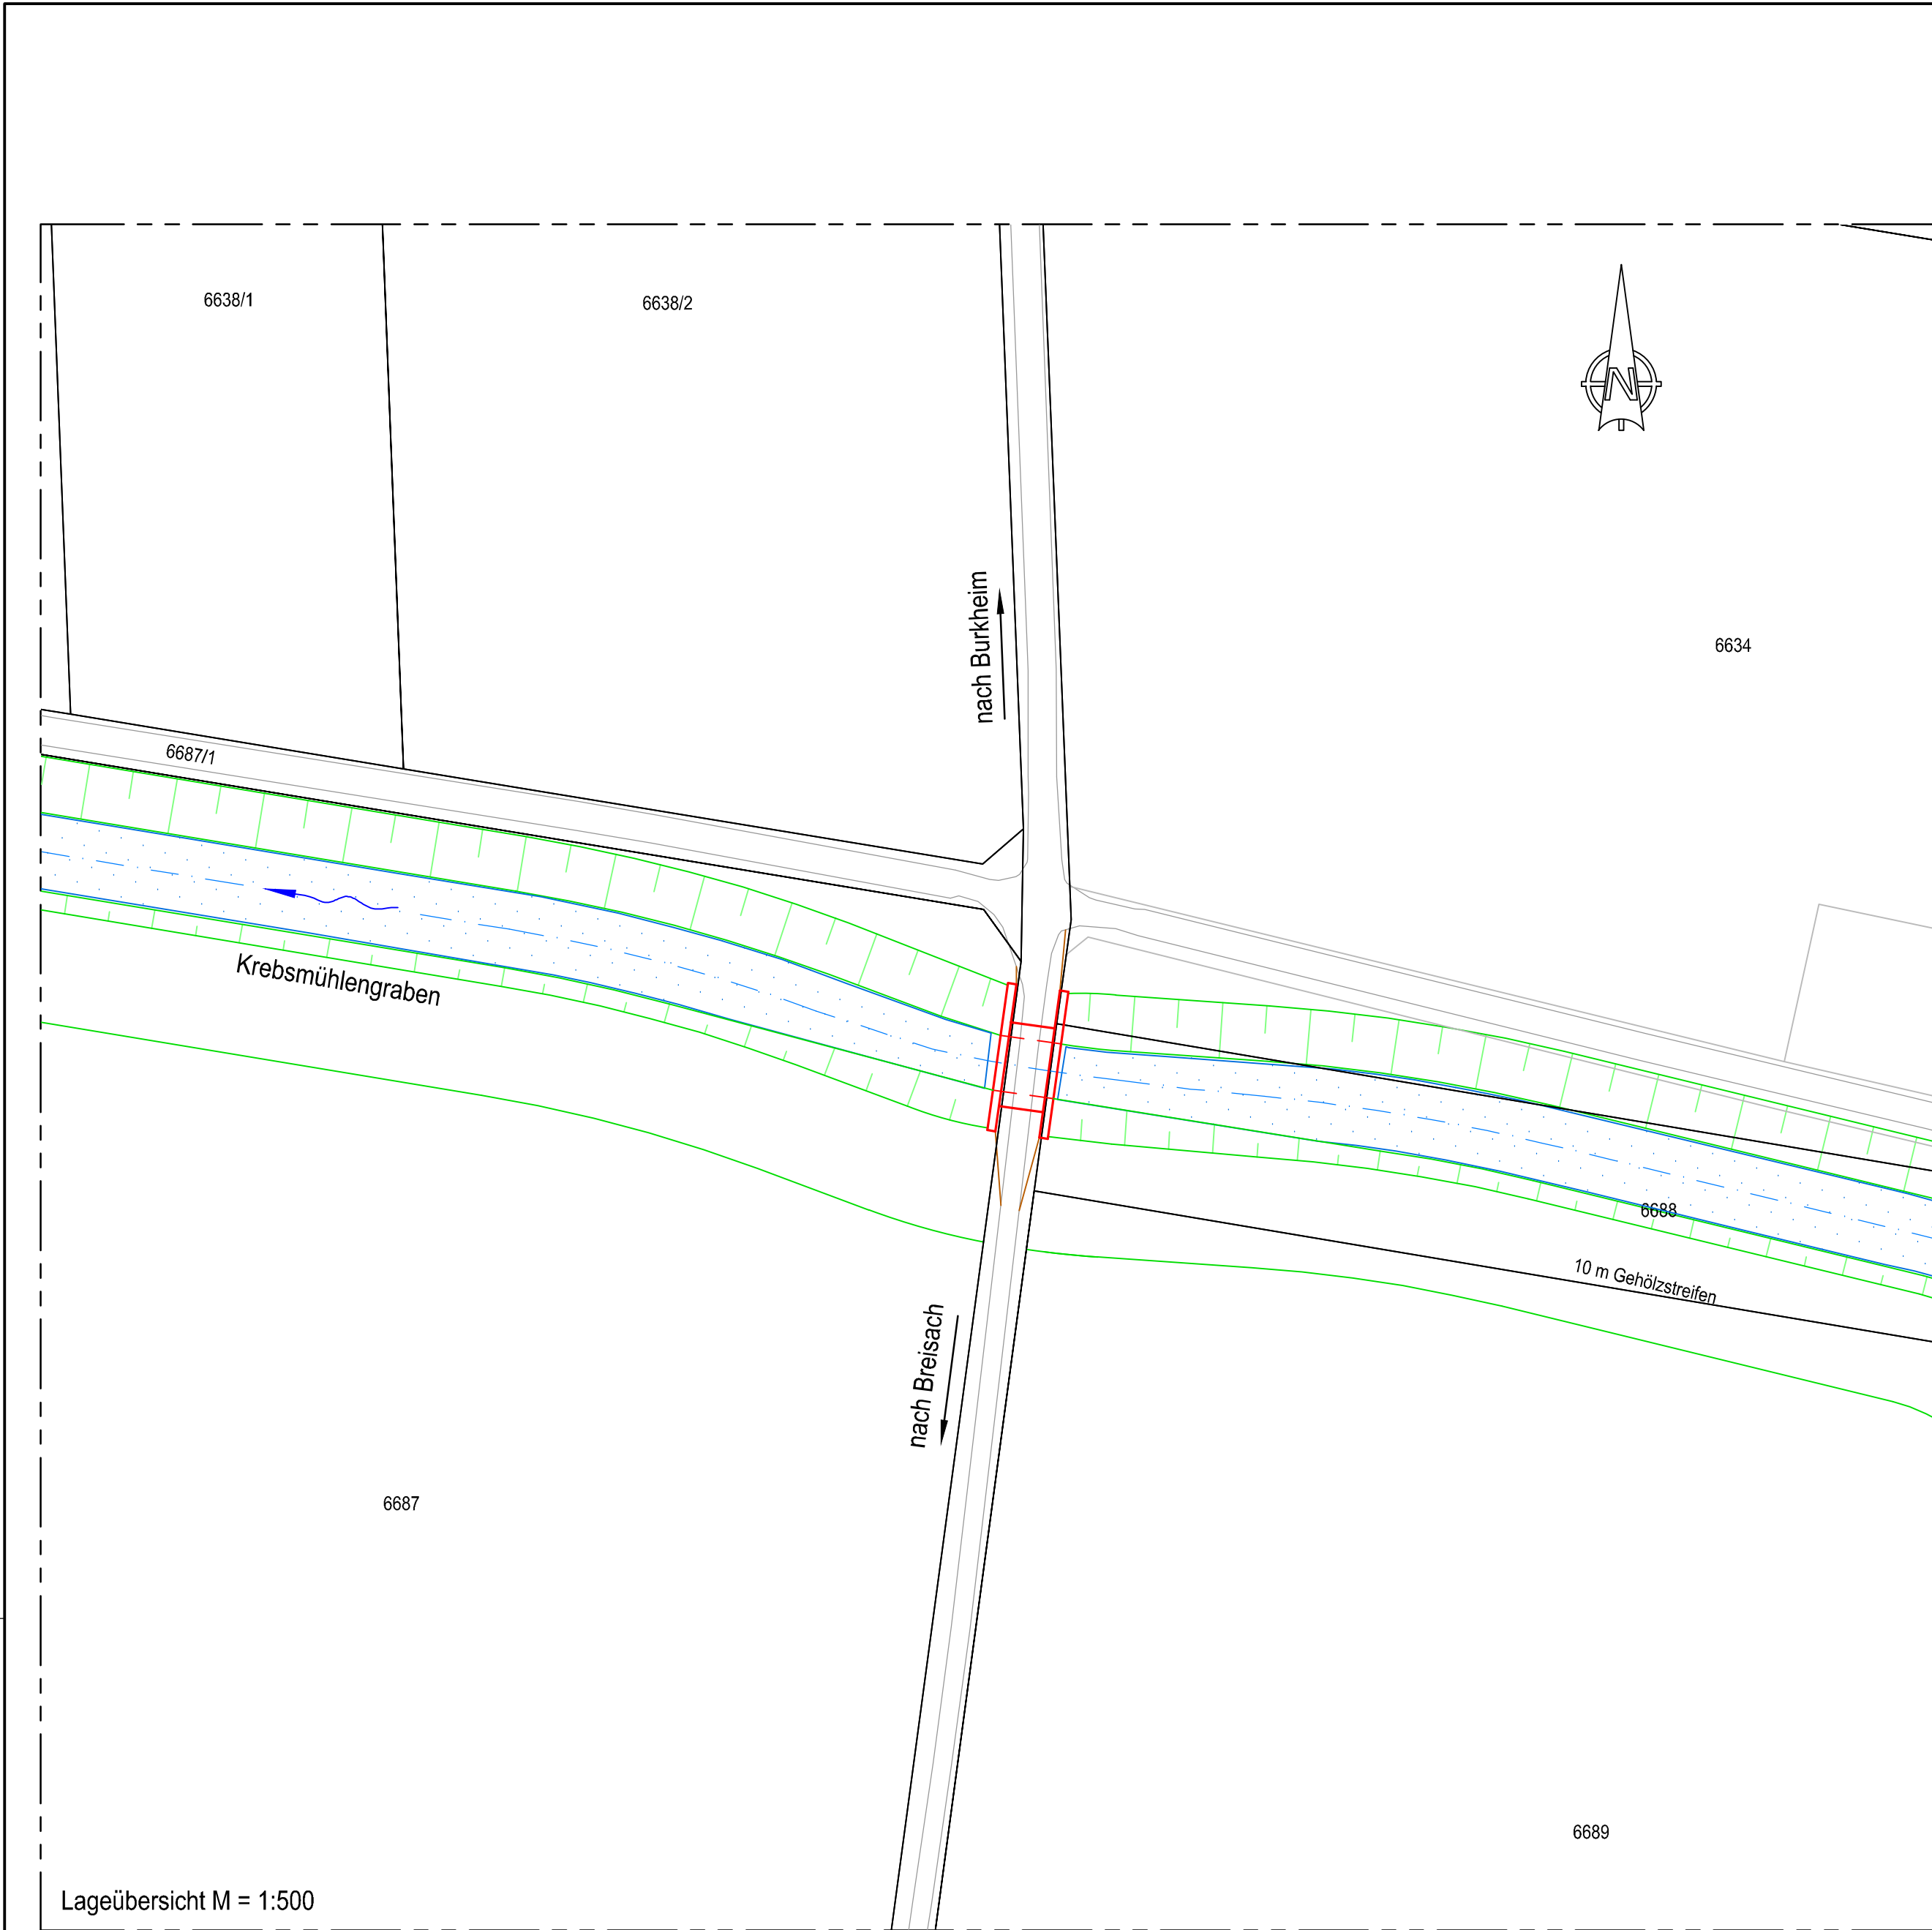 6638/1
6638/2
N
nach Burkheim
6634
6687/1
Krebsmühlengraben
6688
10 m Gehölzstreifen
nach Breisach
6687
6689
Lageübersicht M = 1:500